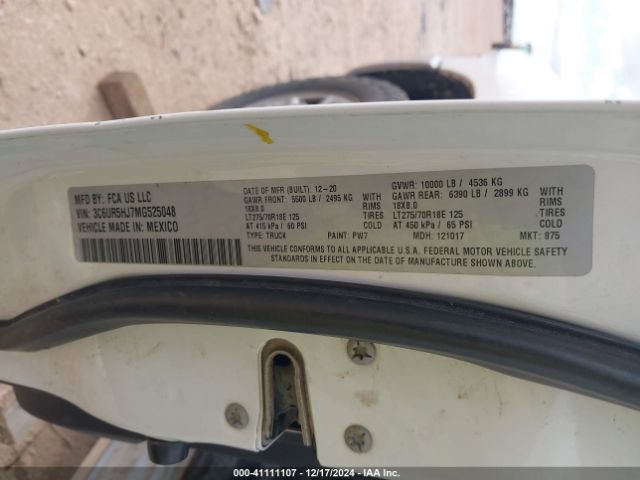 MFD BY: FCA US LLC
VIN: 3C6UR5HJ7MG525048
VEHICLE MADE IN: MEXICO
DATE OF MFR (BUILT): 12-20
GAWR FRONT: 5500 LB / 2495 KG WITH
18X8.0 RIMS
LT275/70R18E 125 TIRES
AT 415 kPa / 60 PSI COLD
TYPE: TRUCK PAINT: PW7
GVWR: 10000 LB / 4536 KG
GAWR REAR: 6390 LB / 2899 KG WITH
18X8.0 RIMS
LT275/70R18E 125 TIRES
AT 450 kPa / 65 PSI COLD
MDH: 121017 MKT: 875
VEHICLE CONFORMS TO ALL APPLICABLE U.S.A. FEDERAL MOTOR VEHICLE SAFETY
STANDARDS IN EFFECT ON THE DATE OF MANUFACTURE SHOWN ABOVE.
000-41111107 - 12/17/2024 - IAA Inc.